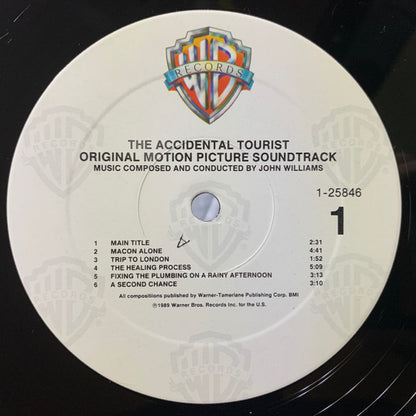 WB
RECORDS
THE ACCIDENTAL TOURIST
ORIGINAL MOTION PICTURE SOUNDTRACK
MUSIC COMPOSED AND CONDUCTED BY JOHN WILLIAMS
1-25846
1
1 MAIN TITLE 2:31
2 MACON ALONE 2:42
3 TRIP TO LONDON 1:52
4 THE HEALING PROCESS 5:09
5 FIXING THE PLUMBING ON A RAINY AFTERNOON 3:13
6 A SECOND CHANCE 3:10
All compositions published by Warner-Tamerlane Publishing Corp. BMI
℗1989 Warner Bros. Records Inc. for the U.S.